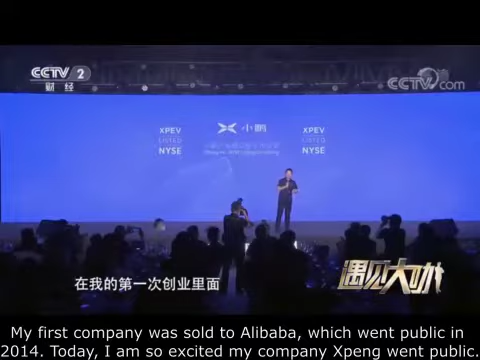 CCTV 2
财经
CCTV.com
XPEV
LISTED
NYSE
小鹏
XPEV
LISTED
NYSE
在我的第一次创业里面
遇见大咖
My first company was sold to Alibaba, which went public in
2014. Today, I am so excited my company Xpeng went public.